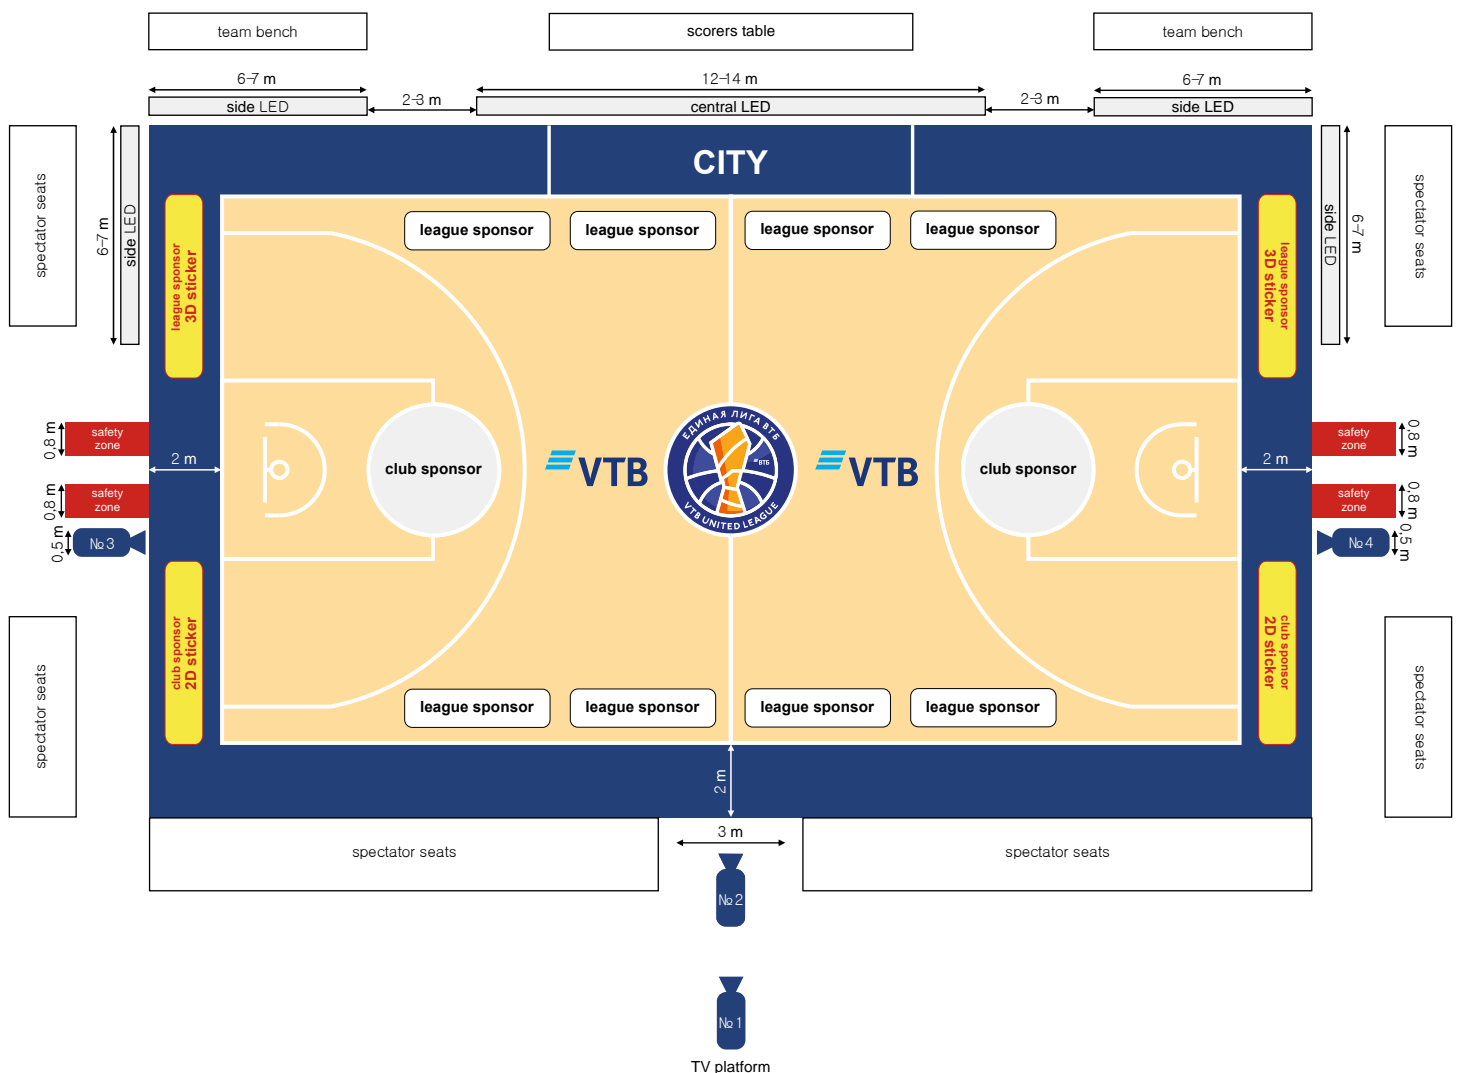 team bench
scorers table
team bench
6-7 m
12-14 m
6-7 m
side LED
2-3 m
central LED
2-3 m
side LED
CITY
spectator seats
6-7 m
side LED
side LED
6-7 m
spectator seats
league sponsor
3D sticker
league sponsor
league sponsor
league sponsor
league sponsor
league sponsor
3D sticker
0,8 m
safety
zone
safety
zone
0,8 m
2 m
club sponsor
VTB
ЕДИНАЯ ЛИГА ВТБ
ВТБ
VTB UNITED LEAGUE
VTB
club sponsor
2 m
0,8 m
safety
zone
safety
zone
0,8 m
0,5 m
№3
№4
0,5 m
club sponsor
2D sticker
club sponsor
2D sticker
spectator seats
spectator seats
league sponsor
league sponsor
league sponsor
league sponsor
2 m
spectator seats
3 m
spectator seats
№2
№1
TV platform